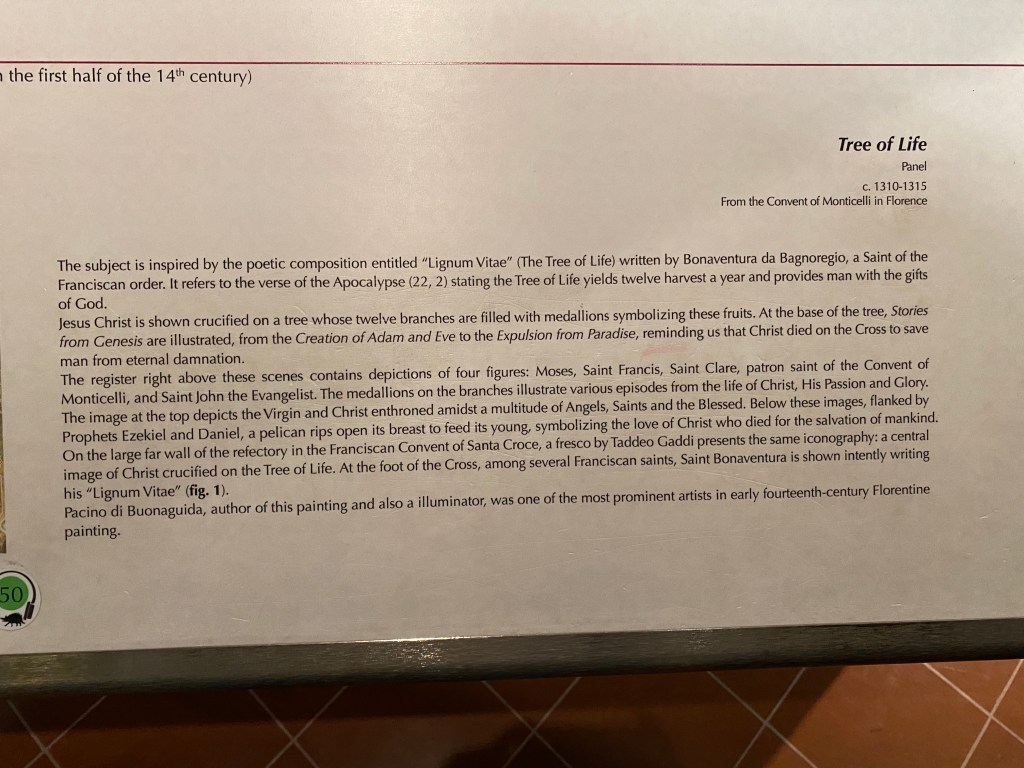 the first half of the 14th century)
Tree of Life
Panel
c. 1310-1315
From the Convent of Monticelli in Florence
The subject is inspired by the poetic composition entitled “Lignum Vitae” (The Tree of Life) written by Bonaventura da Bagnoregio, a Saint of the
Franciscan order. It refers to the verse of the Apocalypse (22, 2) stating the Tree of Life yields twelve harvest a year and provides man with the gifts
of God.
Jesus Christ is shown crucified on a tree whose twelve branches are filled with medallions symbolizing these fruits. At the base of the tree, Stories
from Genesis are illustrated, from the Creation of Adam and Eve to the Expulsion from Paradise, reminding us that Christ died on the Cross to save
man from eternal damnation.
The register right above these scenes contains depictions of four figures: Moses, Saint Francis, Saint Clare, patron saint of the Convent of
Monticelli, and Saint John the Evangelist. The medallions on the branches illustrate various episodes from the life of Christ, His Passion and Glory.
The image at the top depicts the Virgin and Christ enthroned amidst a multitude of Angels, Saints and the Blessed. Below these images, flanked by
Prophets Ezekiel and Daniel, a pelican rips open its breast to feed its young, symbolizing the love of Christ who died for the salvation of mankind.
On the large far wall of the refectory in the Franciscan Convent of Santa Croce, a fresco by Taddeo Gaddi presents the same iconography: a central
image of Christ crucified on the Tree of Life. At the foot of the Cross, among several Franciscan saints, Saint Bonaventura is shown intently writing
his “Lignum Vitae” (fig. 1).
Pacino di Buonaguida, author of this painting and also a illuminator, was one of the most prominent artists in early fourteenth-century Florentine
painting.
50